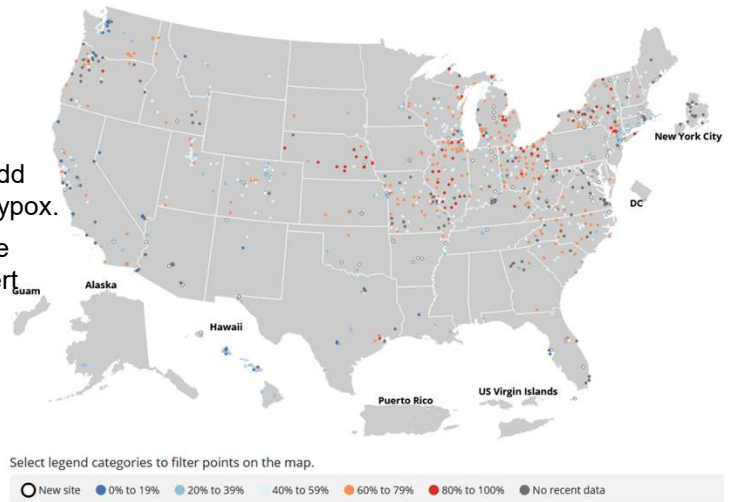 dd
ypox.
e
ert
Guam
Alaska
Hawaii
New York City
DC
Puerto Rico
US Virgin Islands
Select legend categories to filter points on the map.
New site 0% to 19% 20% to 39% 40% to 59% 60% to 79% 80% to 100% No recent data